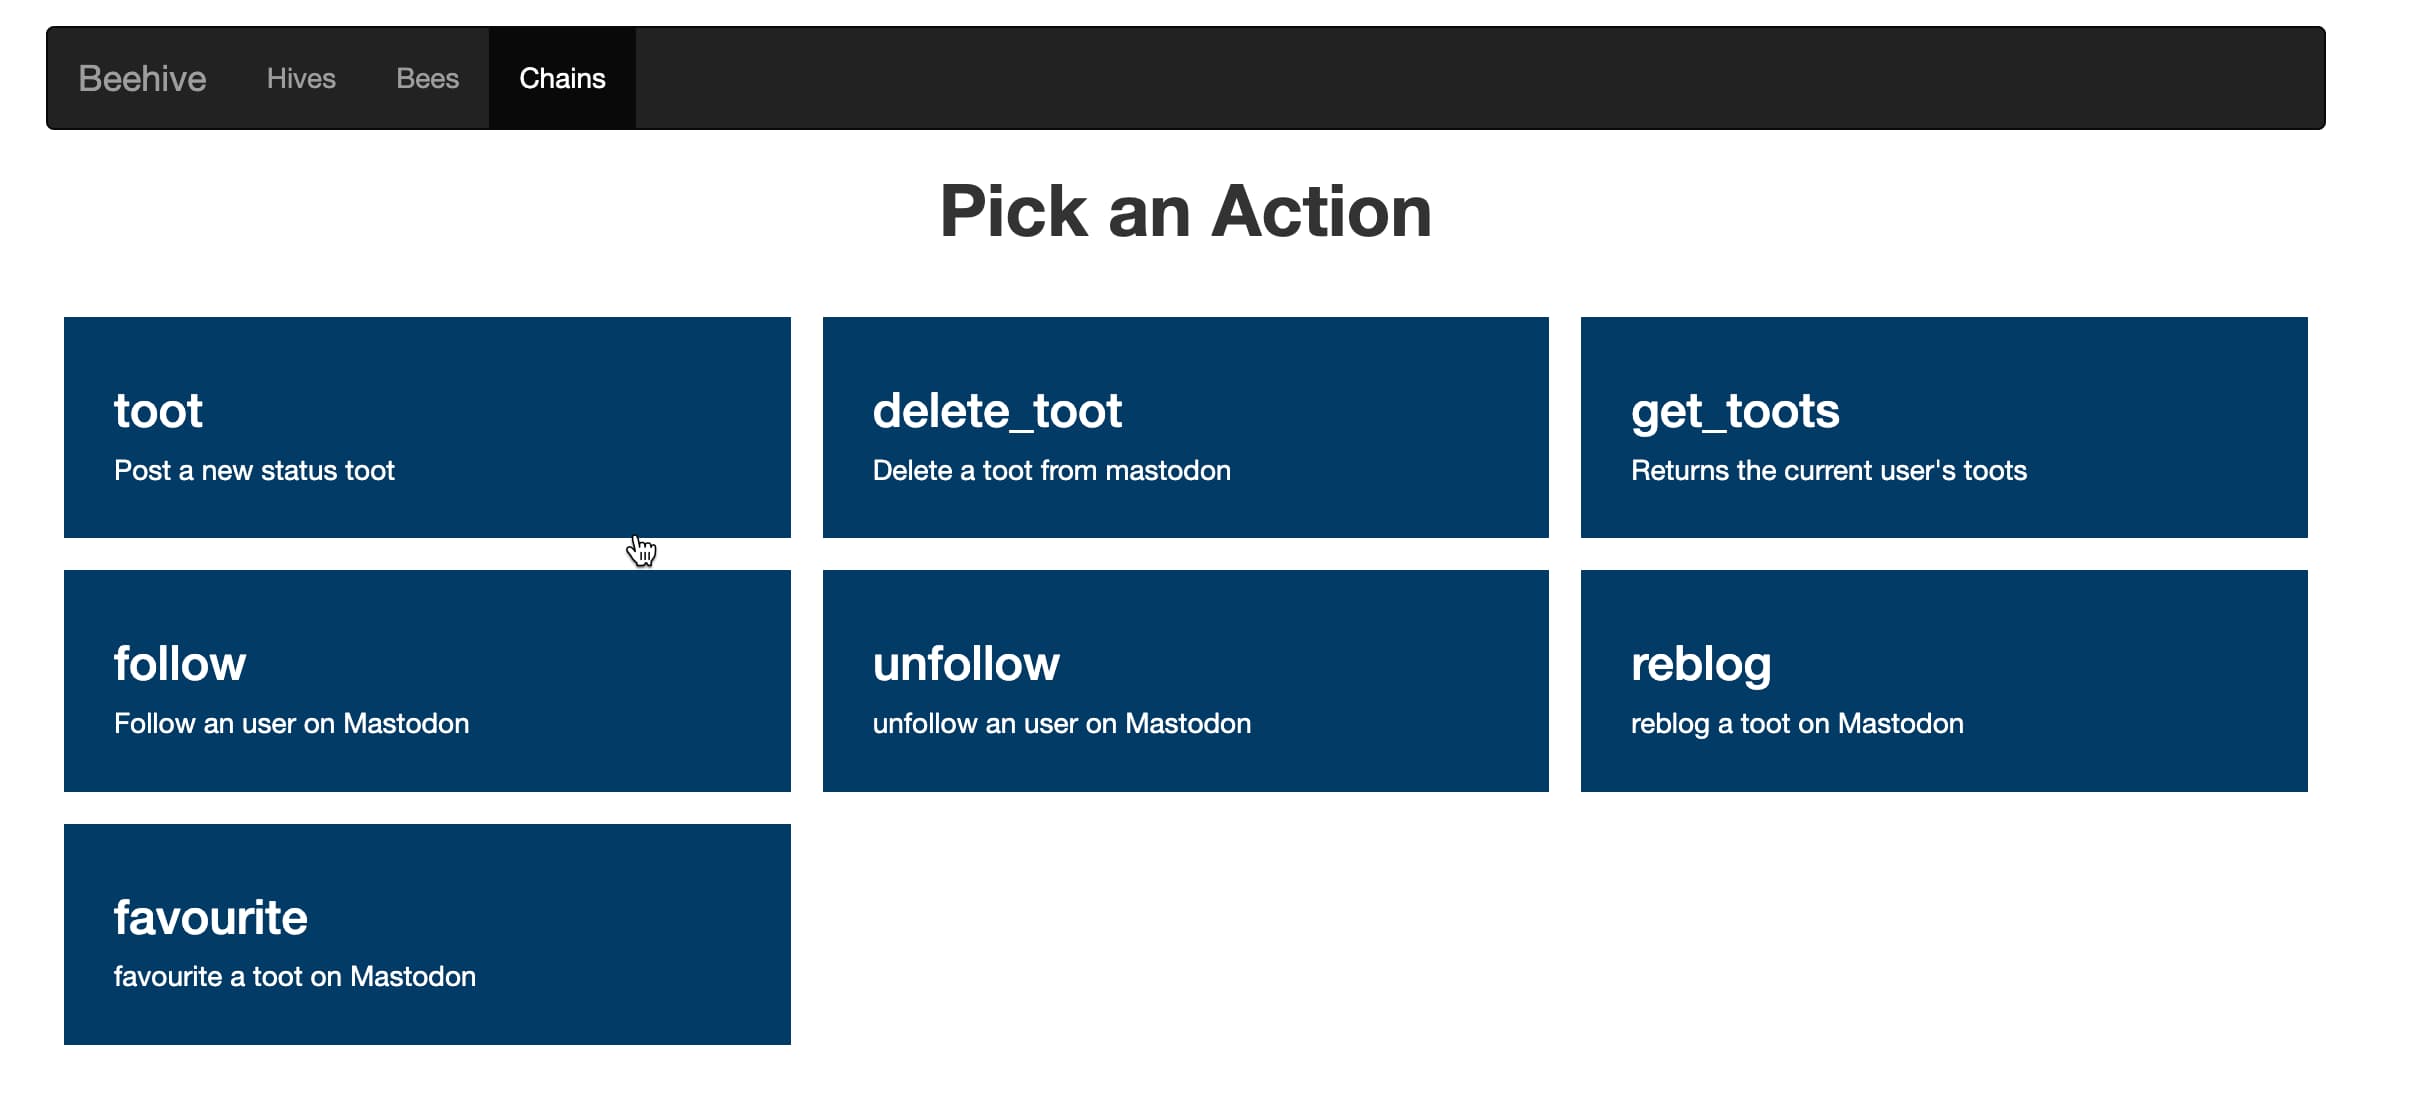 Beehive Hives Bees Chains
Pick an Action
toot
Post a new status toot
delete_toot
Delete a toot from mastodon
get_toots
Returns the current user's toots
follow
Follow an user on Mastodon
unfollow
unfollow an user on Mastodon
reblog
reblog a toot on Mastodon
favourite
favourite a toot on Mastodon